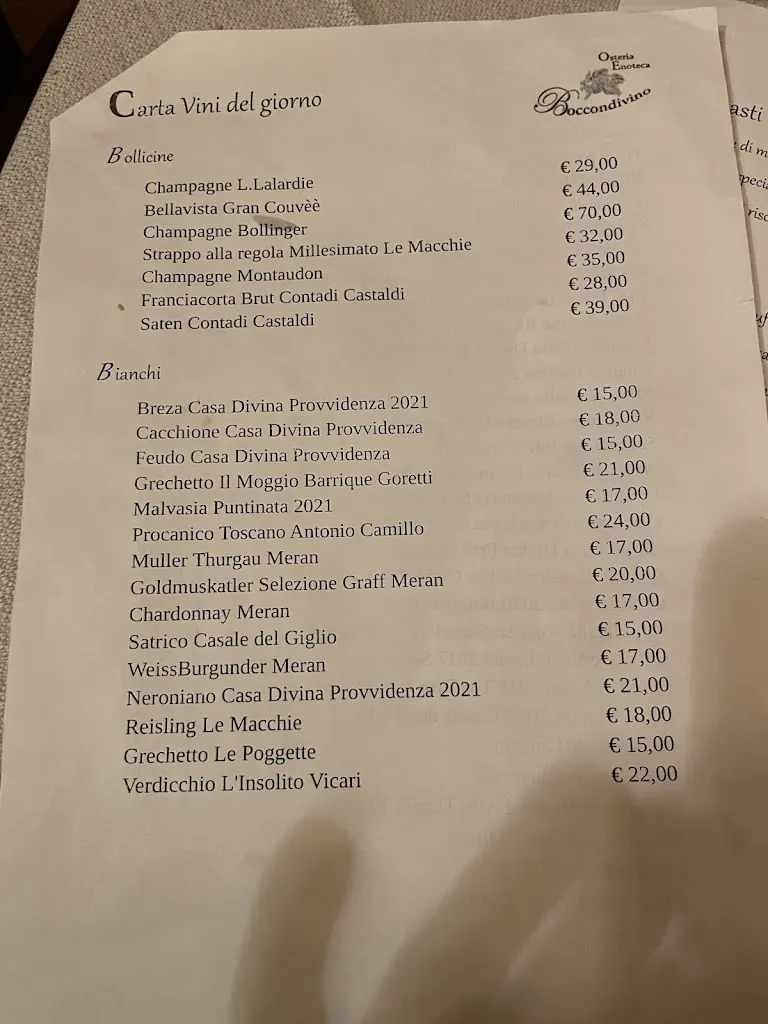 Osteria
Enoteca
Boccondivino
Carta Vini del giorno
Bollicine
Champagne L.Lalardie € 29,00
Bellavista Gran Couvèè € 44,00
Champagne Bollinger € 70,00
Strappo alla regola Millesimato Le Macchie € 32,00
Champagne Montaudon € 35,00
Franciacorta Brut Contadi Castaldi € 28,00
Saten Contadi Castaldi € 39,00
Bianchi
Breza Casa Divina Provvidenza 2021 € 15,00
Cacchione Casa Divina Provvidenza € 18,00
Feudo Casa Divina Provvidenza € 15,00
Grechetto Il Moggio Barrique Goretti € 21,00
Malvasia Puntinata 2021 € 17,00
Procanico Toscano Antonio Camillo € 24,00
Muller Thurgau Meran € 17,00
Goldmuskatler Selezione Graff Meran € 20,00
Chardonnay Meran € 17,00
Satrico Casale del Giglio € 15,00
WeissBurgunder Meran € 17,00
Neroniano Casa Divina Provvidenza 2021 € 21,00
Reisling Le Macchie € 18,00
Grechetto Le Poggette € 15,00
Verdicchio L'Insolito Vicari € 22,00
asti
di m